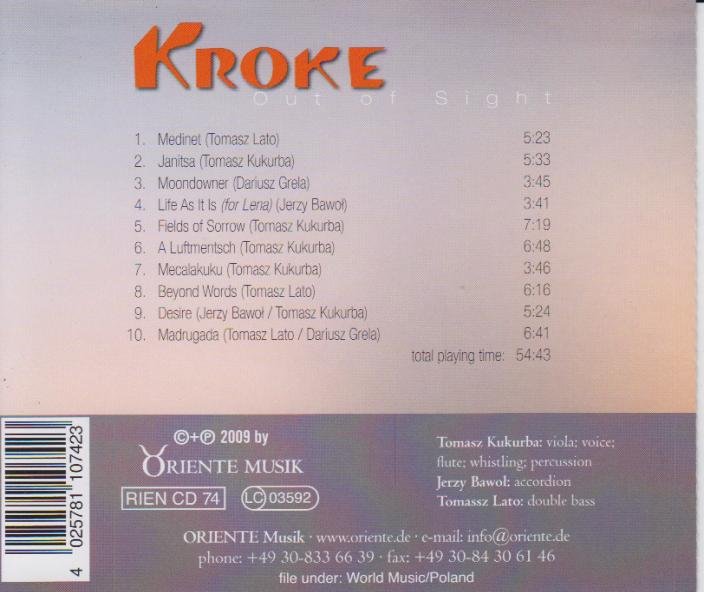 KROKE
Out of Sight
1. Medinet (Tomasz Lato) 5:23
2. Janitsa (Tomasz Kukurba) 5:33
3. Moondowner (Dariusz Grela) 3:45
4. Life As It Is (for Lena) (Jerzy Bawoł) 3:41
5. Fields of Sorrow (Tomasz Kukurba) 7:19
6. A Luftmentsch (Tomasz Kukurba) 6:48
7. Mecalakuku (Tomasz Kukurba) 3:46
8. Beyond Words (Tomasz Lato) 6:16
9. Desire (Jerzy Bawoł / Tomasz Kukurba) 5:24
10. Madrugada (Tomasz Lato / Dariusz Grela) 6:41
total playing time: 54:43
4 025781 107423
©+℗ 2009 by
ORIENTE MUSIK
RIEN CD 74
LC 03592
Tomasz Kukurba: viola; voice;
flute; whistling; percussion
Jerzy Bawoł: accordion
Tomassz Lato: double bass
ORIENTE Musik · www.oriente.de · e-mail: info@oriente.de
phone: +49 30-833 66 39 · fax: +49 30-84 30 61 46
file under: World Music/Poland